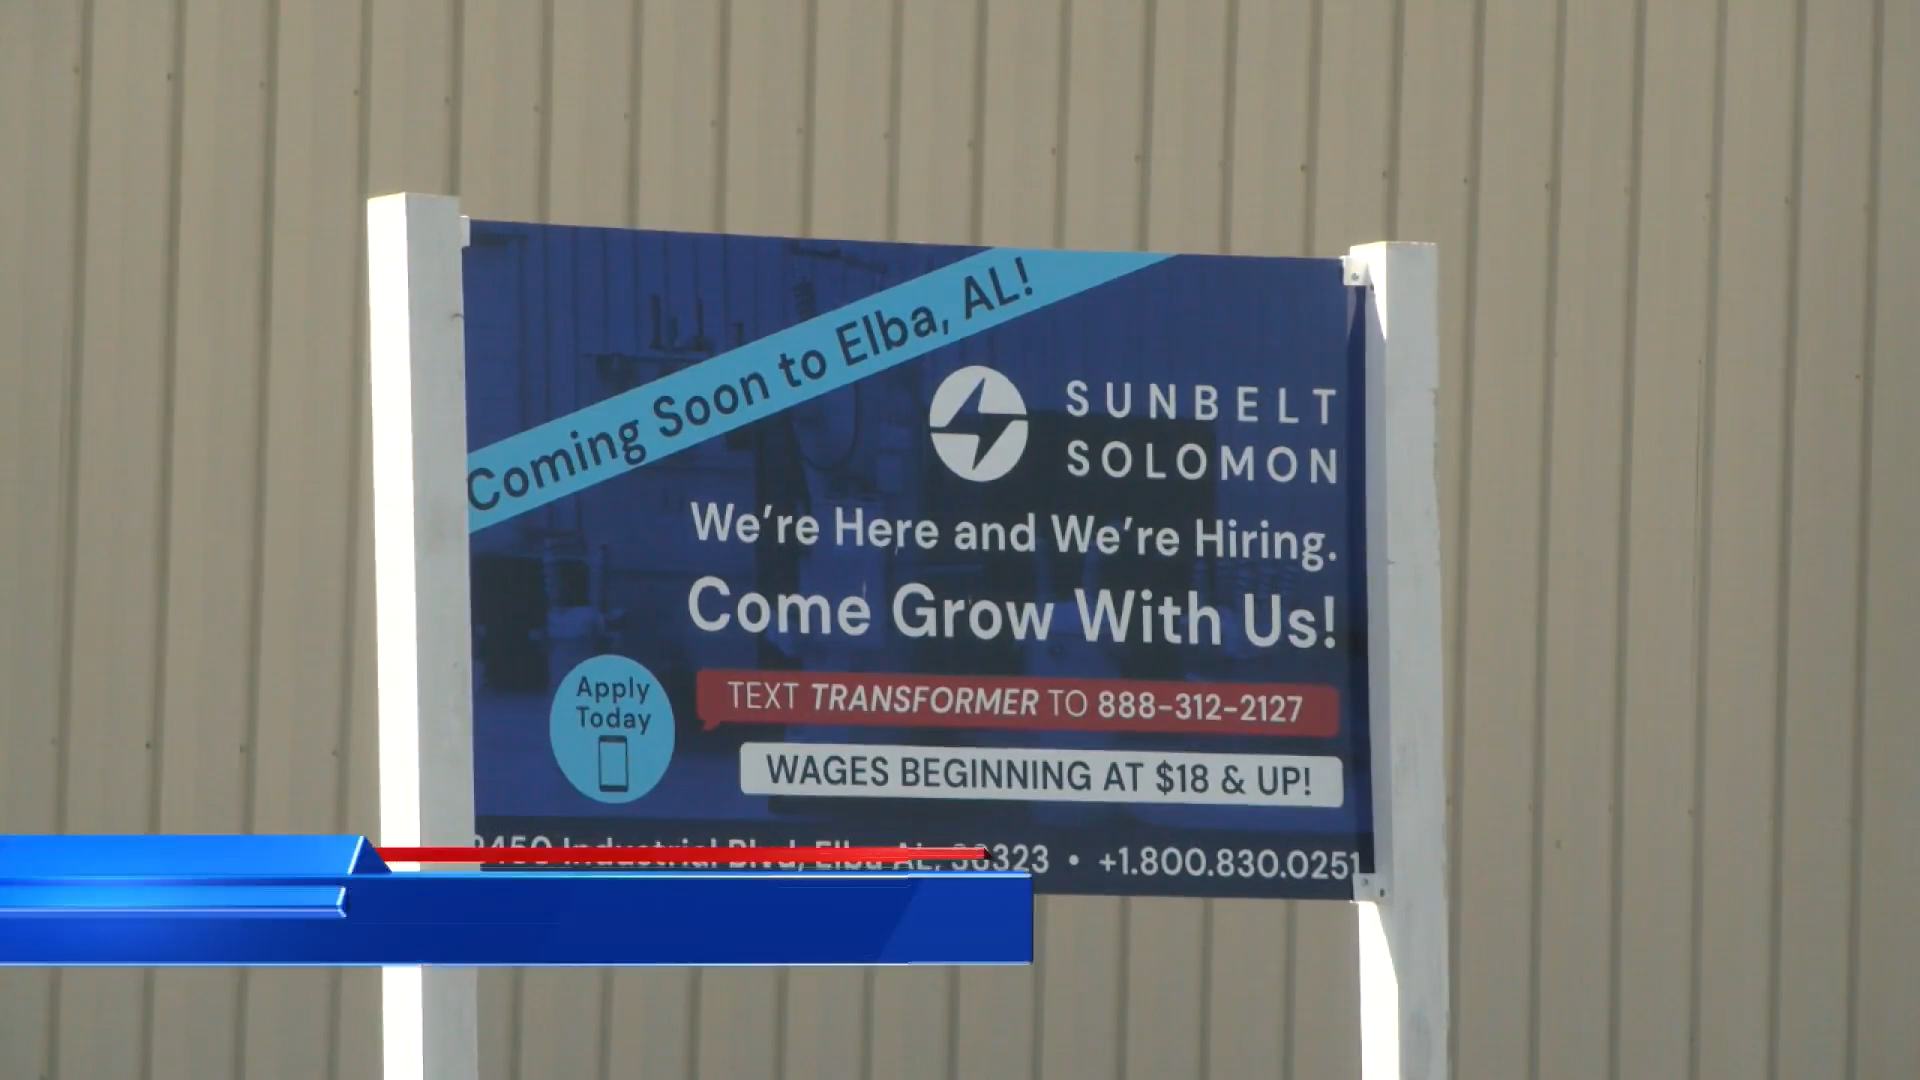 Coming Soon to Elba, AL!
SUNBELT
SOLOMON
We're Here and We're Hiring.
Come Grow With Us!
Apply
Today
TEXT TRANSFORMER TO 888-312-2127
WAGES BEGINNING AT $18 & UP!
Industrial Blvd, Elba AL, 36323 • +1.800.830.0251